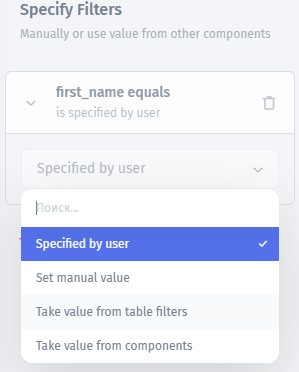 Specify Filters
Manually or use value from other components
first_name equals
is specified by user
Specified by user
Поиск...
Specified by user
Set manual value
Take value from table filters
Take value from components